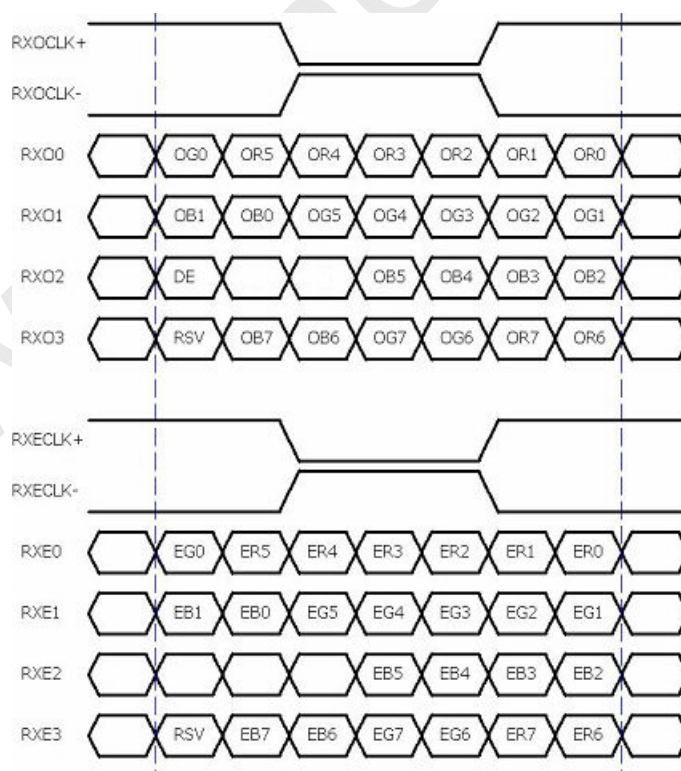 RXOCLK+
RXOCLK-
RXO0 OG0 OR5 OR4 OR3 OR2 OR1 OR0
RXO1 OB1 OB0 OG5 OG4 OG3 OG2 OG1
RXO2 DE OB5 OB4 OB3 OB2
RXO3 RSV OB7 OB6 OG7 OG6 OR7 OR6
RXECLK+
RXECLK-
RXE0 EG0 ER5 ER4 ER3 ER2 ER1 ER0
RXE1 EB1 EB0 EG5 EG4 EG3 EG2 EG1
RXE2 EB5 EB4 EB3 EB2
RXE3 RSV EB7 EB6 EG7 EG6 ER7 ER6